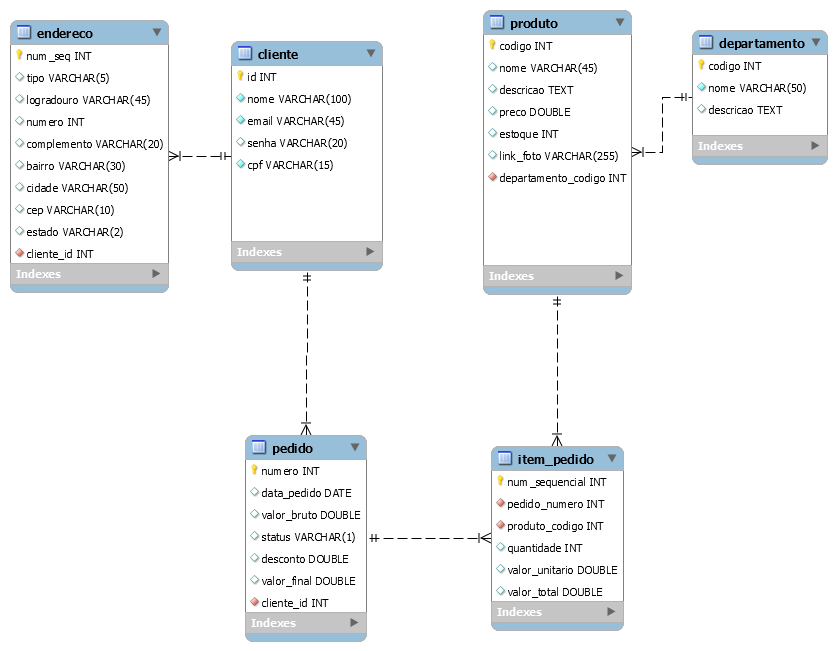 endereco
num_seq INT
tipo VARCHAR(5)
logradouro VARCHAR(45)
numero INT
complemento VARCHAR(20)
bairro VARCHAR(30)
cidade VARCHAR(50)
cep VARCHAR(10)
estado VARCHAR(2)
cliente_id INT
Indexes
cliente
id INT
nome VARCHAR(100)
email VARCHAR(45)
senha VARCHAR(20)
cpf VARCHAR(15)
Indexes
produto
codigo INT
nome VARCHAR(45)
descricao TEXT
preco DOUBLE
estoque INT
link_foto VARCHAR(255)
departamento_codigo INT
Indexes
departamento
codigo INT
nome VARCHAR(50)
descricao TEXT
Indexes
pedido
numero INT
data_pedido DATE
valor_bruto DOUBLE
status VARCHAR(1)
desconto DOUBLE
valor_final DOUBLE
cliente_id INT
Indexes
item_pedido
num_sequencial INT
pedido_numero INT
produto_codigo INT
quantidade INT
valor_unitario DOUBLE
valor_total DOUBLE
Indexes